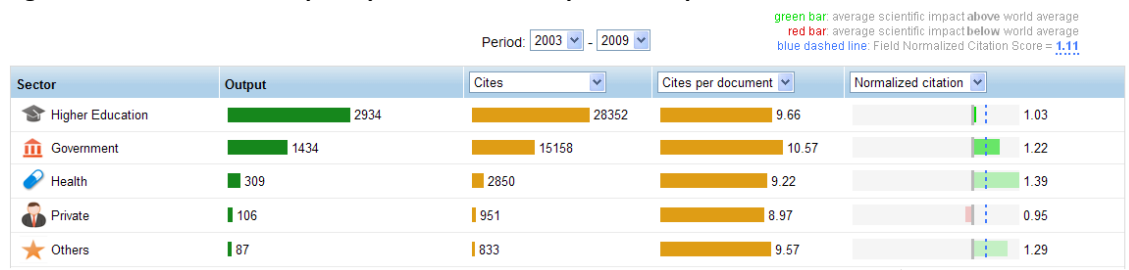 green bar: average scientific impact above world average
red bar: average scientific impact below world average
blue dashed line: Field Normalized Citation Score = 1.11
Period: 2003 - 2009
Sector Output Cites Cites per document Normalized citation
Higher Education 2934 28352 9.66 1.03
Government 1434 15158 10.57 1.22
Health 309 2850 9.22 1.39
Private 106 951 8.97 0.95
Others 87 833 9.57 1.29